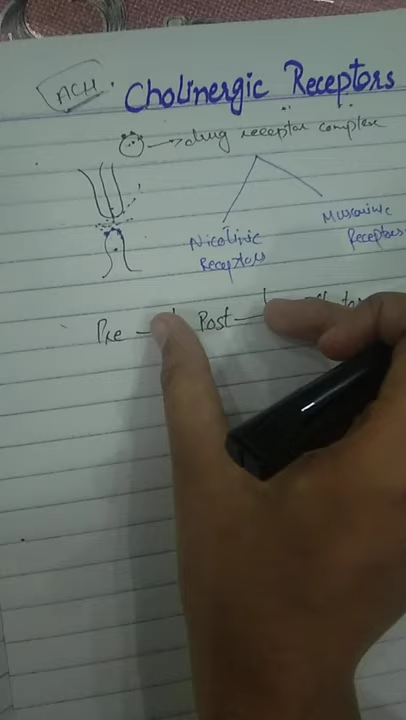 ACH. Cholinergic Receptors
drug receptor complex
Nicotinic Receptors
Muscarinic Receptors
Pre Post